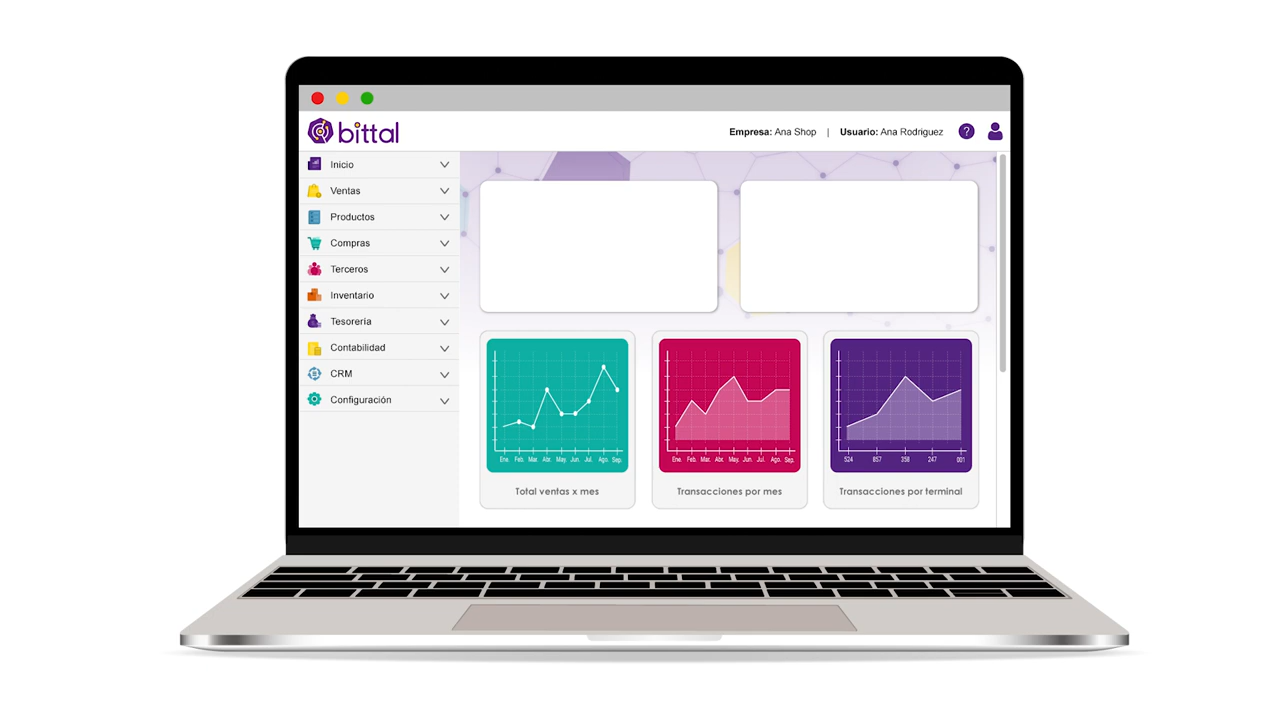 bittal
Empresa: Ana Shop | Usuario: Ana Rodriguez ?
Inicio
Ventas
Productos
Compras
Terceros
Inventario
Tesorería
Contabilidad
CRM
Configuración
Ene. Feb. Mar. Abr. May. Jun. Jul. Ago. Sep.
Total ventas x mes
Ene. Feb. Mar. Abr. May. Jun. Jul. Ago. Sep.
Transacciones por mes
524 857 358 247 001
Transacciones por terminal